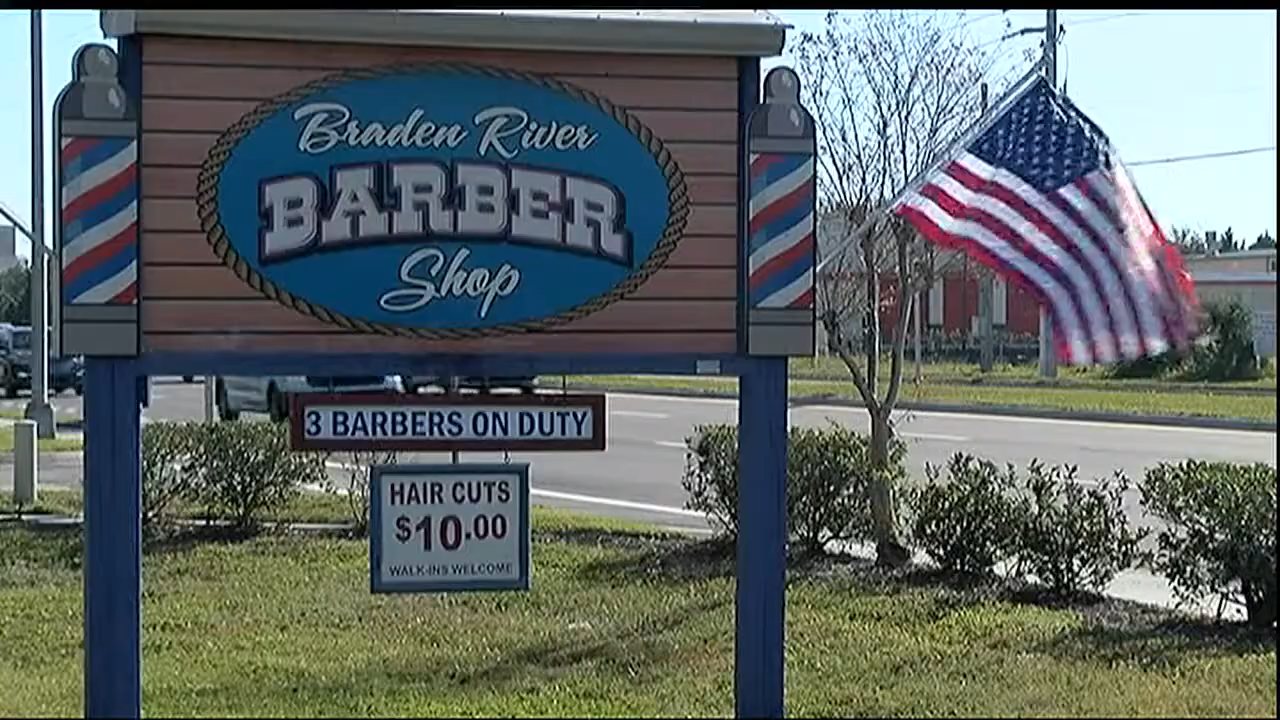 Braden River
BARBER
Shop
3 BARBERS ON DUTY
HAIR CUTS
$10.00
WALK-INS WELCOME